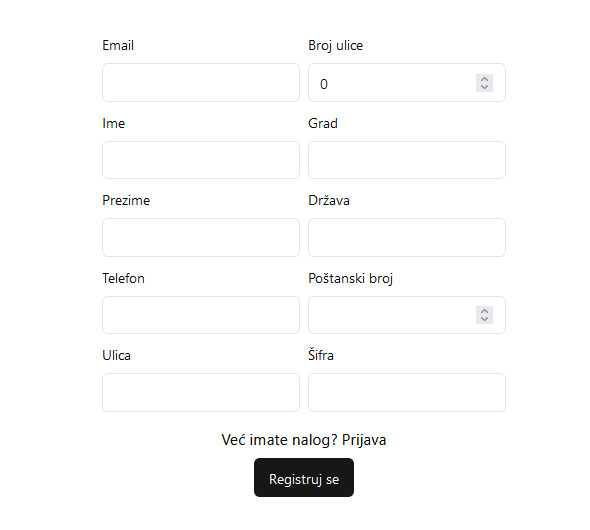 Email
Broj ulice
0
Ime
Grad
Prezime
Država
Telefon
Poštanski broj
Ulica
Šifra
Već imate nalog? Prijava
Registruj se